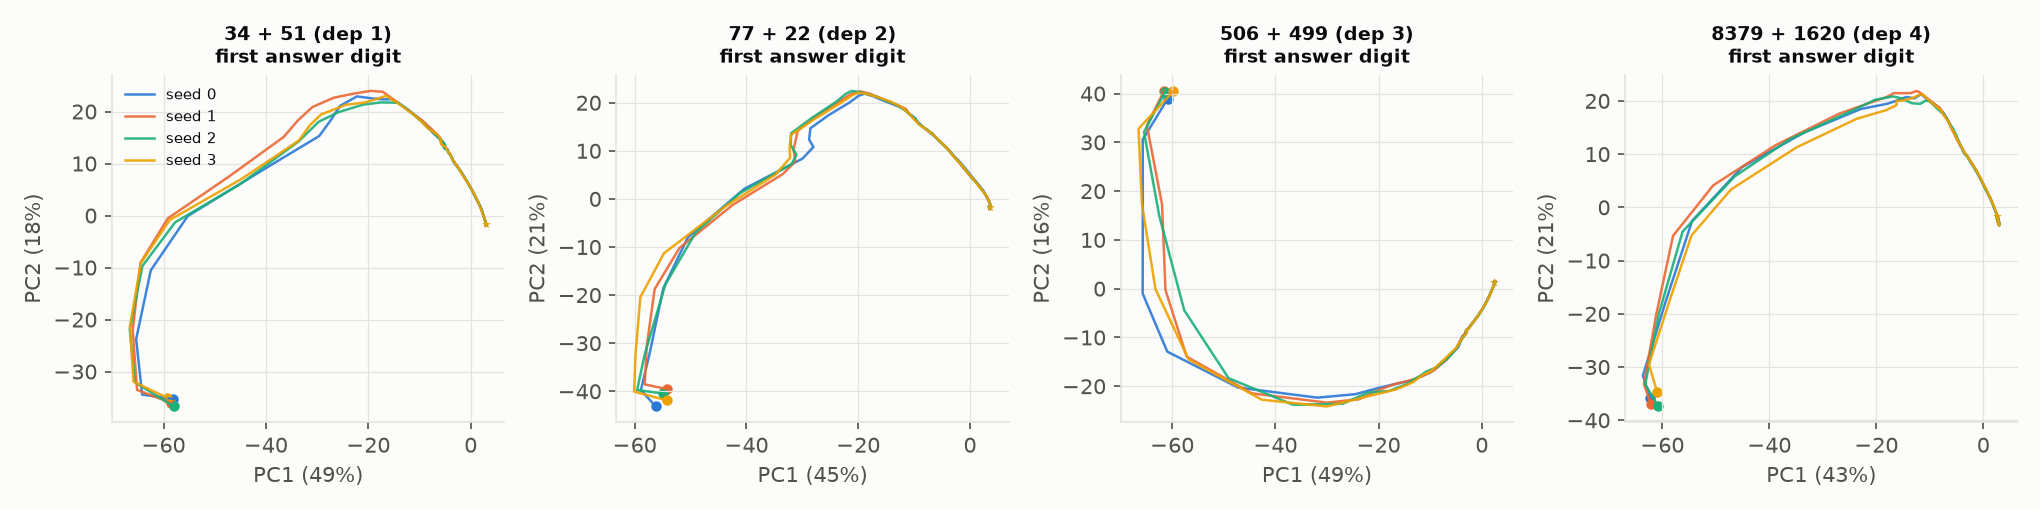 34 + 51 (dep 1)
first answer digit
seed 0
seed 1
seed 2
seed 3
20
10
0
−10
−20
−30
PC2 (18%)
−60
−40
−20
0
PC1 (49%)
77 + 22 (dep 2)
first answer digit
20
10
0
−10
−20
−30
−40
PC2 (21%)
−60
−40
−20
0
PC1 (45%)
506 + 499 (dep 3)
first answer digit
40
30
20
10
0
−10
−20
PC2 (16%)
−60
−40
−20
0
PC1 (49%)
8379 + 1620 (dep 4)
first answer digit
20
10
0
−10
−20
−30
−40
PC2 (21%)
−60
−40
−20
0
PC1 (43%)